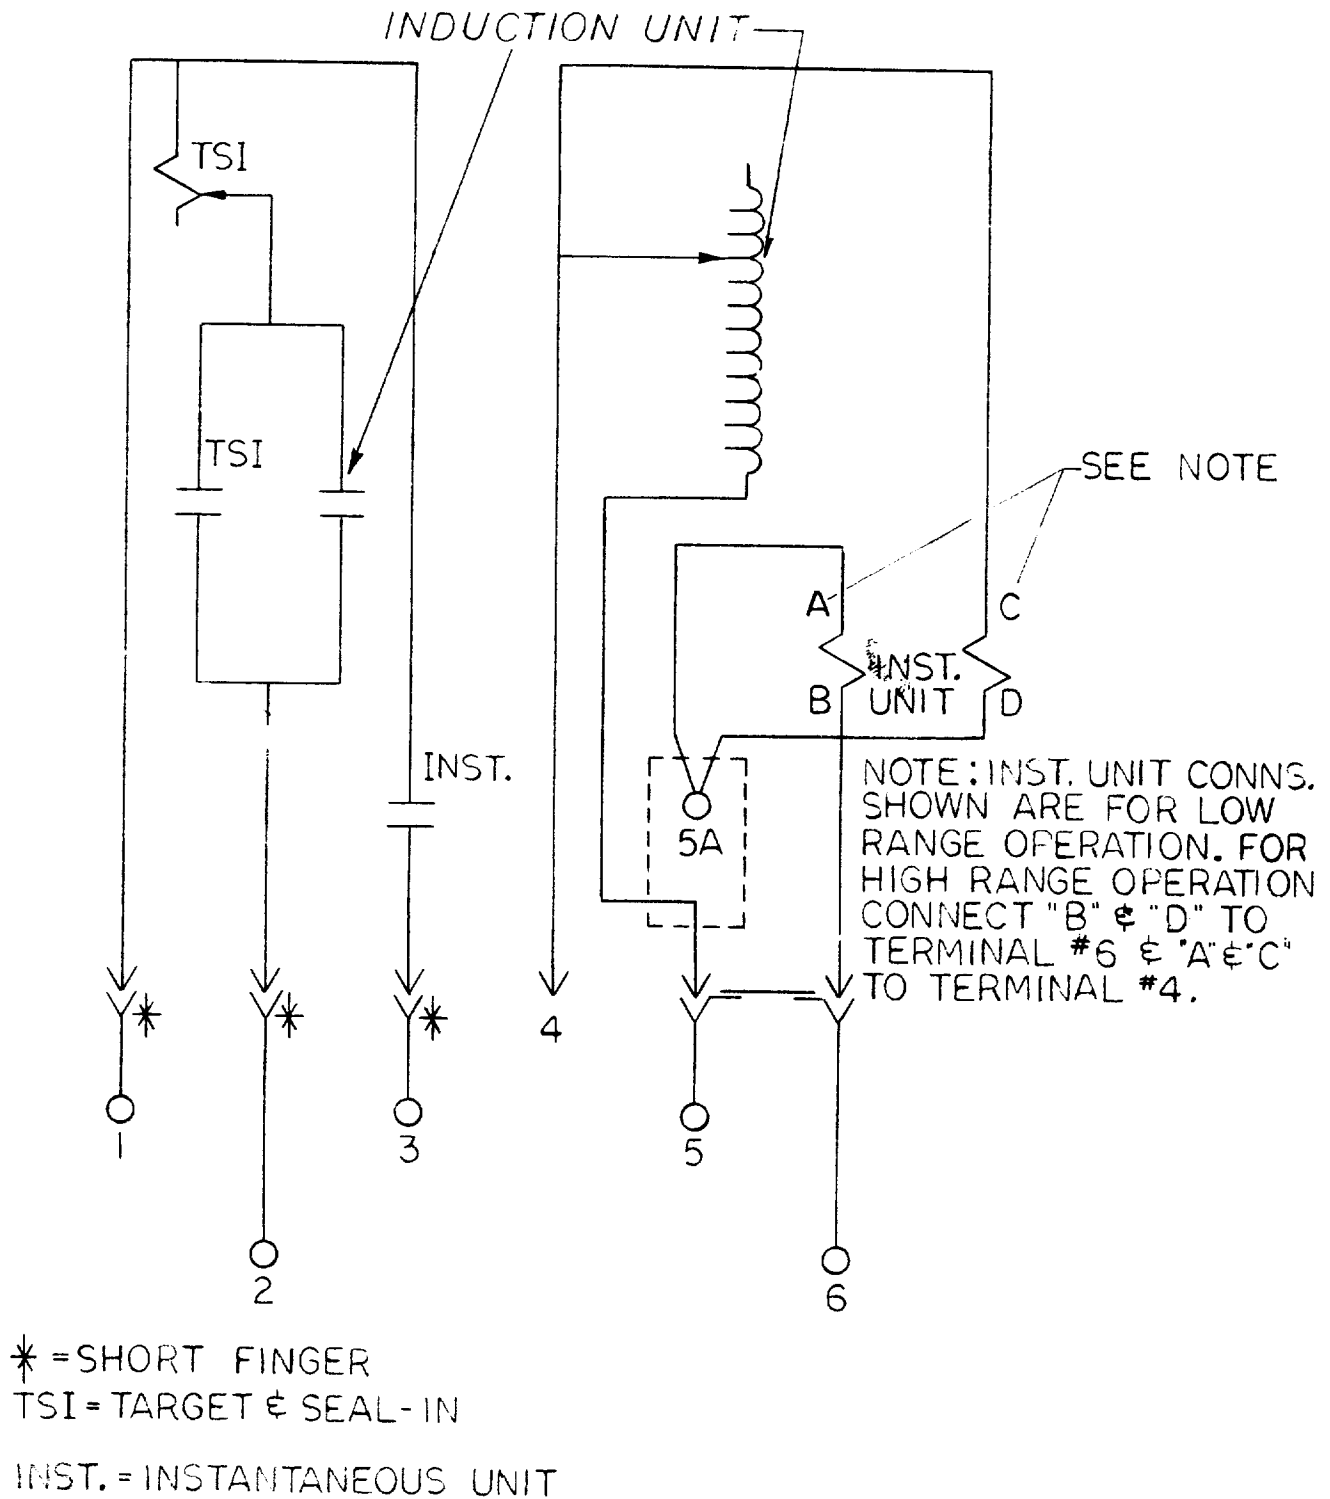 INDUCTION UNIT
TSI
TSI
SEE NOTE
A
C
INST.
UNIT
B
D
INST.
5A
NOTE: INST. UNIT CONNS.
SHOWN ARE FOR LOW
RANGE OPERATION. FOR
HIGH RANGE OPERATION
CONNECT "B" & "D" TO
TERMINAL #6 & "A" & "C"
TO TERMINAL #4.
*
*
*
4
1
3
5
2
6
* = SHORT FINGER
TSI = TARGET & SEAL-IN
INST. = INSTANTANEOUS UNIT